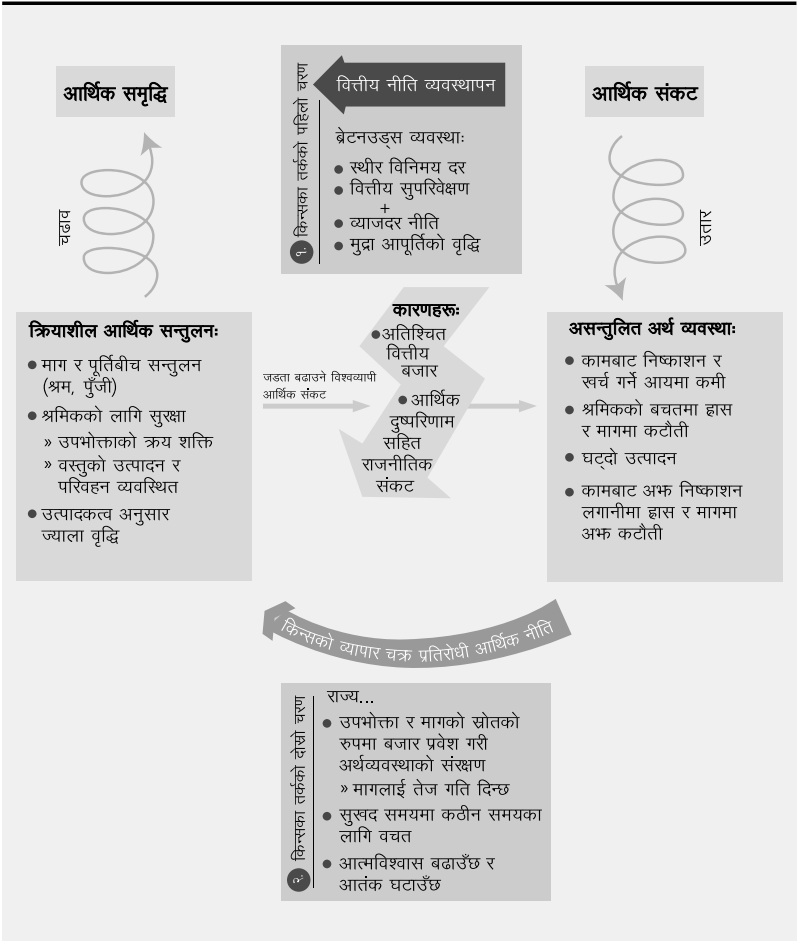 आर्थिक समृद्धि
चढाव
१. किन्सका तर्कको पहिलो चरण
वित्तीय नीति व्यवस्थापन
ब्रेटनउड्स व्यवस्थाः
● स्थीर विनिमय दर
● वित्तीय सुपरिवेक्षण
+
● व्याजदर नीति
● मुद्रा आपूर्तिको वृद्धि
आर्थिक संकट
उतार
क्रियाशील आर्थिक सन्तुलनः
● माग र पूर्तिबीच सन्तुलन
(श्रम, पुँजी)
● श्रमिकको लागि सुरक्षा
» उपभोक्ताको क्रय शक्ति
» वस्तुको उत्पादन र
परिवहन व्यवस्थित
● उत्पादकत्व अनुसार
ज्याला वृद्धि
जडता बढाउने विश्वव्यापी
आर्थिक संकट
कारणहरूः
● अतिश्चित
वित्तीय
बजार
● आर्थिक
दुष्परिणाम
सहित
राजनीतिक
संकट
असन्तुलित अर्थ व्यवस्थाः
● कामबाट निष्काशन र
खर्च गर्ने आयमा कमी
● श्रमिकको बचतमा ह्रास
र मागमा कटौती
● घट्दो उत्पादन
● कामबाट अझ निष्काशन
लगानीमा ह्रास र मागमा
अझ कटौती
किन्सको व्यापार चक्र प्रतिरोधी आर्थिक नीति
२. किन्सका तर्कको दोस्रो चरण
राज्य...
● उपभोक्ता र मागको स्रोतको
रुपमा बजार प्रवेश गरी
अर्थव्यवस्थाको संरक्षण
» मागलाई तेज गति दिन्छ
● सुखद समयमा कठीन समयका
लागि वचत
● आत्मविश्वास बढाउँछ र
आतंक घटाउँछ